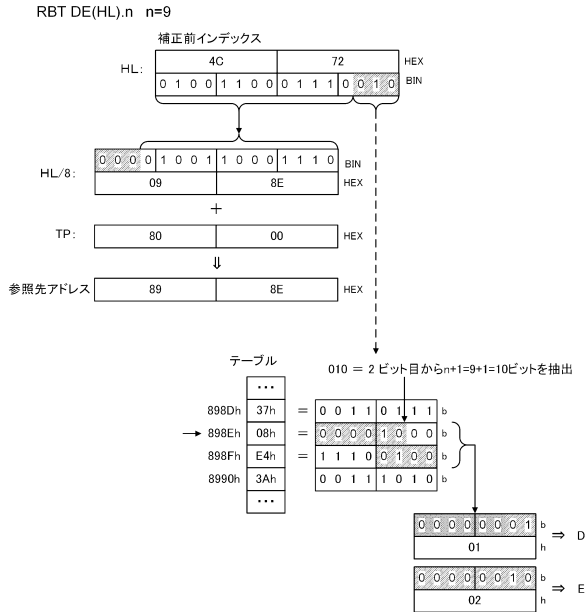 RBT DE(HL).n n=9
補正前インデックス
4C 72 HEX
HL: 0 1 0 0 1 1 0 0 0 1 1 1 0 0 1 0 BIN
0 0 0 0 1 0 0 1 1 0 0 0 1 1 1 0 BIN
HL/8:
09 8E HEX
+
TP: 80 00 HEX
⇓
参照先アドレス 89 8E HEX
テーブル
010 = 2 ビット目からn+1=9+1=10ビットを抽出
...
898Dh 37h = 0 0 1 1 0 1 1 1 b
→ 898Eh 08h = 0 0 0 0 1 0 0 0 b
898Fh E4h = 1 1 1 0 0 1 0 0 b
8990h 3Ah 0 0 1 1 1 0 1 0 b
...
0 0 0 0 0 0 0 1 b
01 h
⇒ D
0 0 0 0 0 0 1 0 b
02 h
⇒ E